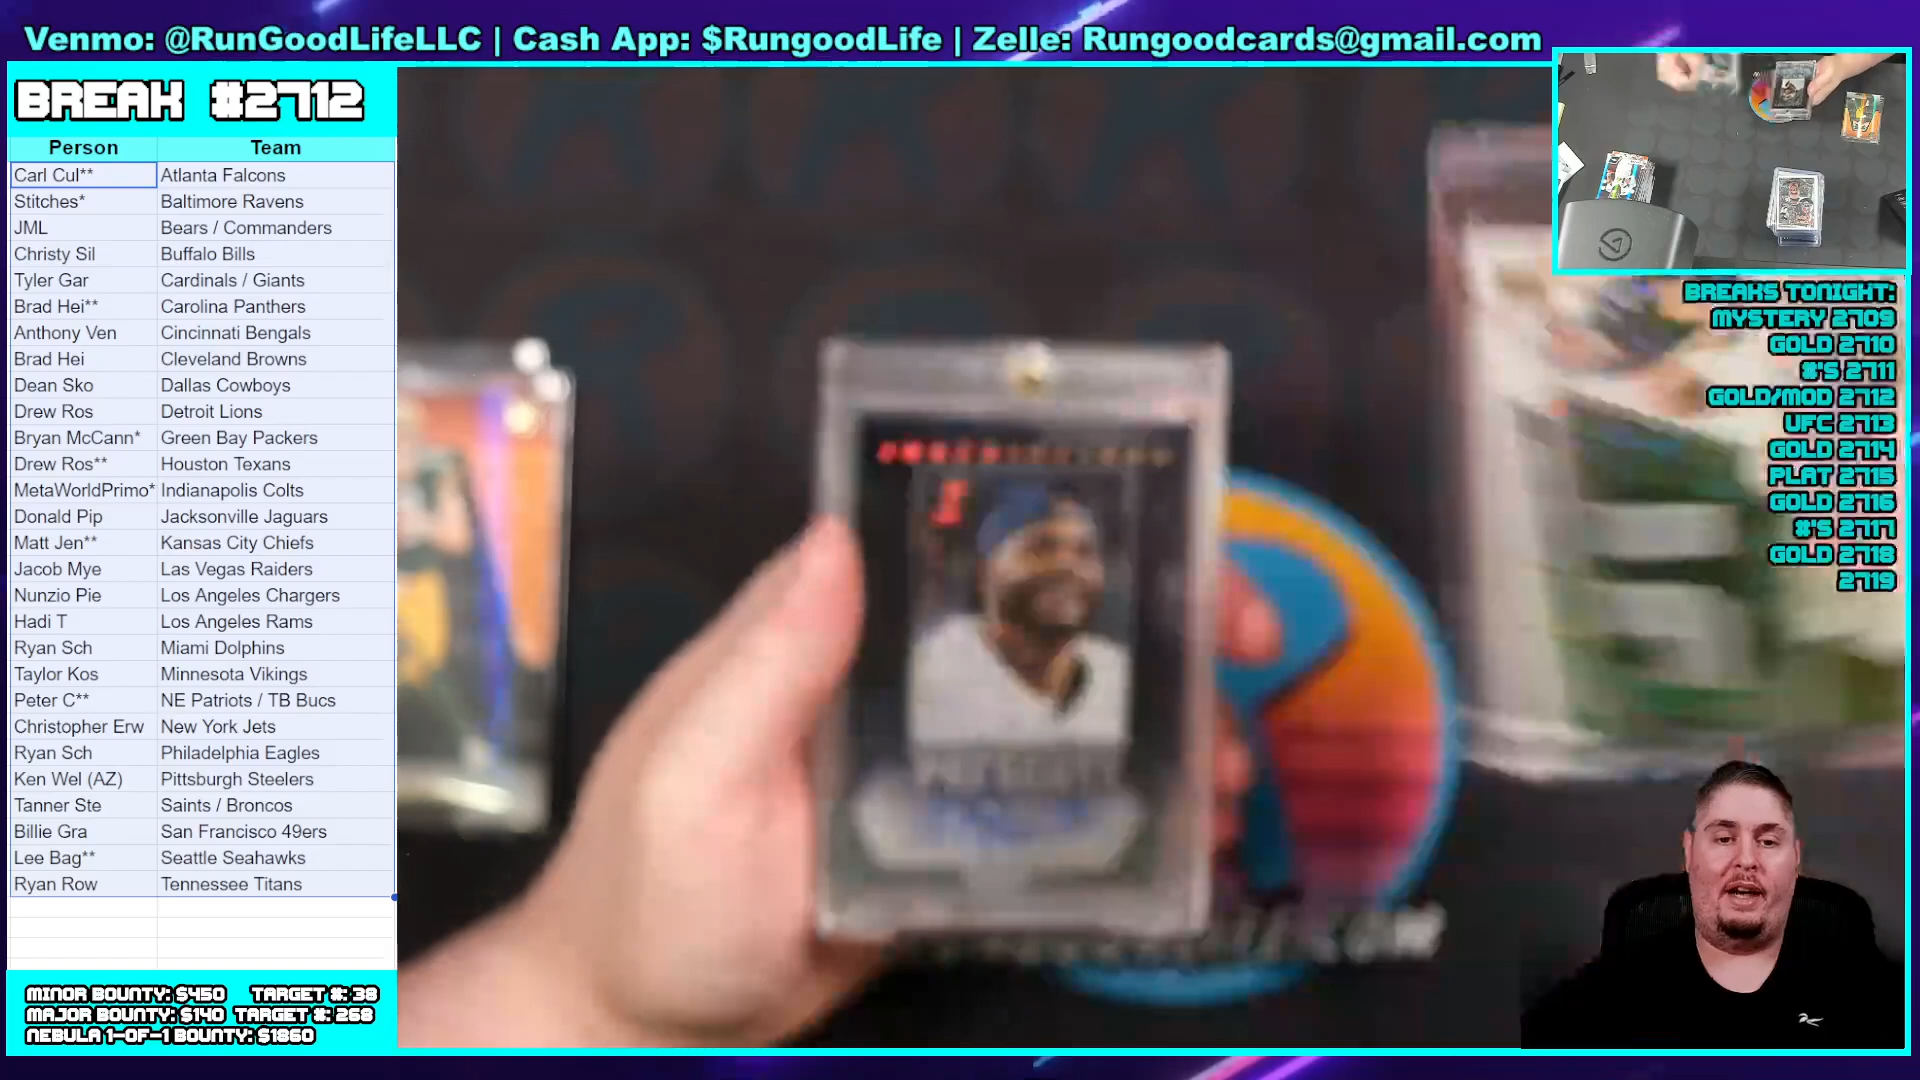 Venmo: @RunGoodLifeLLC | Cash App: $RungoodLife | Zelle: Rungoodcards@gmail.com
BREAK #2712
Person Team
Carl Cul** Atlanta Falcons
Stitches* Baltimore Ravens
JML Bears / Commanders
Christy Sil Buffalo Bills
Tyler Gar Cardinals / Giants
Brad Hei** Carolina Panthers
Anthony Ven Cincinnati Bengals
Brad Hei Cleveland Browns
Dean Sko Dallas Cowboys
Drew Ros Detroit Lions
Bryan McCann* Green Bay Packers
Drew Ros** Houston Texans
MetaWorldPrimo* Indianapolis Colts
Donald Pip Jacksonville Jaguars
Matt Jen** Kansas City Chiefs
Jacob Mye Las Vegas Raiders
Nunzio Pie Los Angeles Chargers
Hadi T Los Angeles Rams
Ryan Sch Miami Dolphins
Taylor Kos Minnesota Vikings
Peter C** NE Patriots / TB Bucs
Christopher Erw New York Jets
Ryan Sch Philadelphia Eagles
Ken Wel (AZ) Pittsburgh Steelers
Tanner Ste Saints / Broncos
Billie Gra San Francisco 49ers
Lee Bag** Seattle Seahawks
Ryan Row Tennessee Titans
MINOR BOUNTY: $450 TARGET #: 38
MAJOR BOUNTY: $140 TARGET #: 268
NEBULA 1-OF-1 BOUNTY: $1860
BREAKS TONIGHT:
MYSTERY 2709
GOLD 2710
#'S 2711
GOLD/MOD 2712
UFC 2713
GOLD 2714
PLAT 2715
GOLD 2716
#'S 2717
GOLD 2718
2719